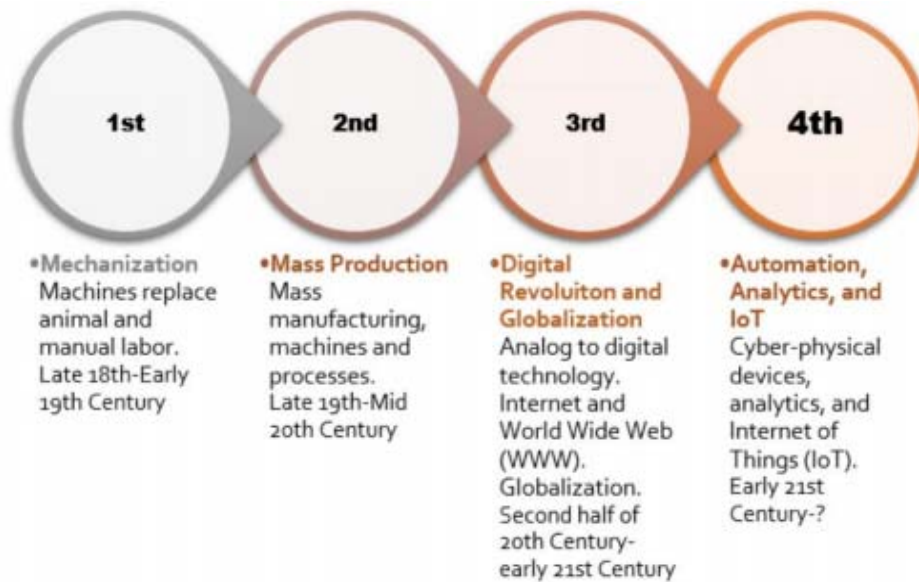 1st
2nd
3rd
4th
•Mechanization
Machines replace
animal and
manual labor.
Late 18th-Early
19th Century
•Mass Production
Mass
manufacturing,
machines and
processes.
Late 19th-Mid
20th Century
•Digital
Revoluiton and
Globalization
Analog to digital
technology.
Internet and
World Wide Web
(WWW).
Globalization.
Second half of
20th Century-
early 21st Century
•Automation,
Analytics, and
IoT
Cyber-physical
devices,
analytics, and
Internet of
Things (IoT).
Early 21st
Century-?